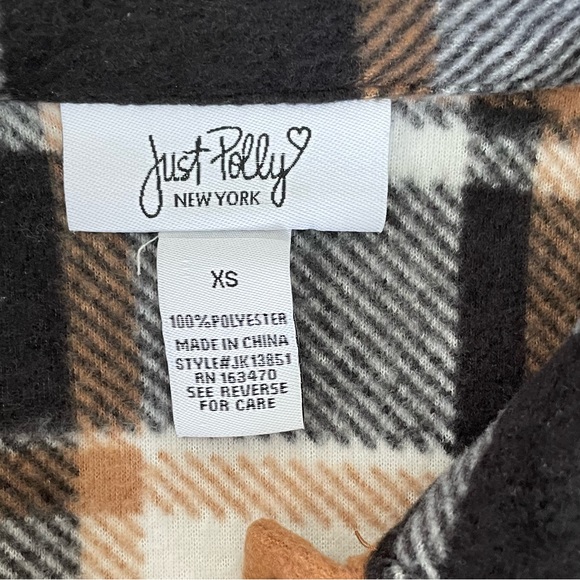 Just Polly
NEW YORK
XS
100%POLYESTER
MADE IN CHINA
STYLE#JK13851
RN 163470
SEE REVERSE
FOR CARE